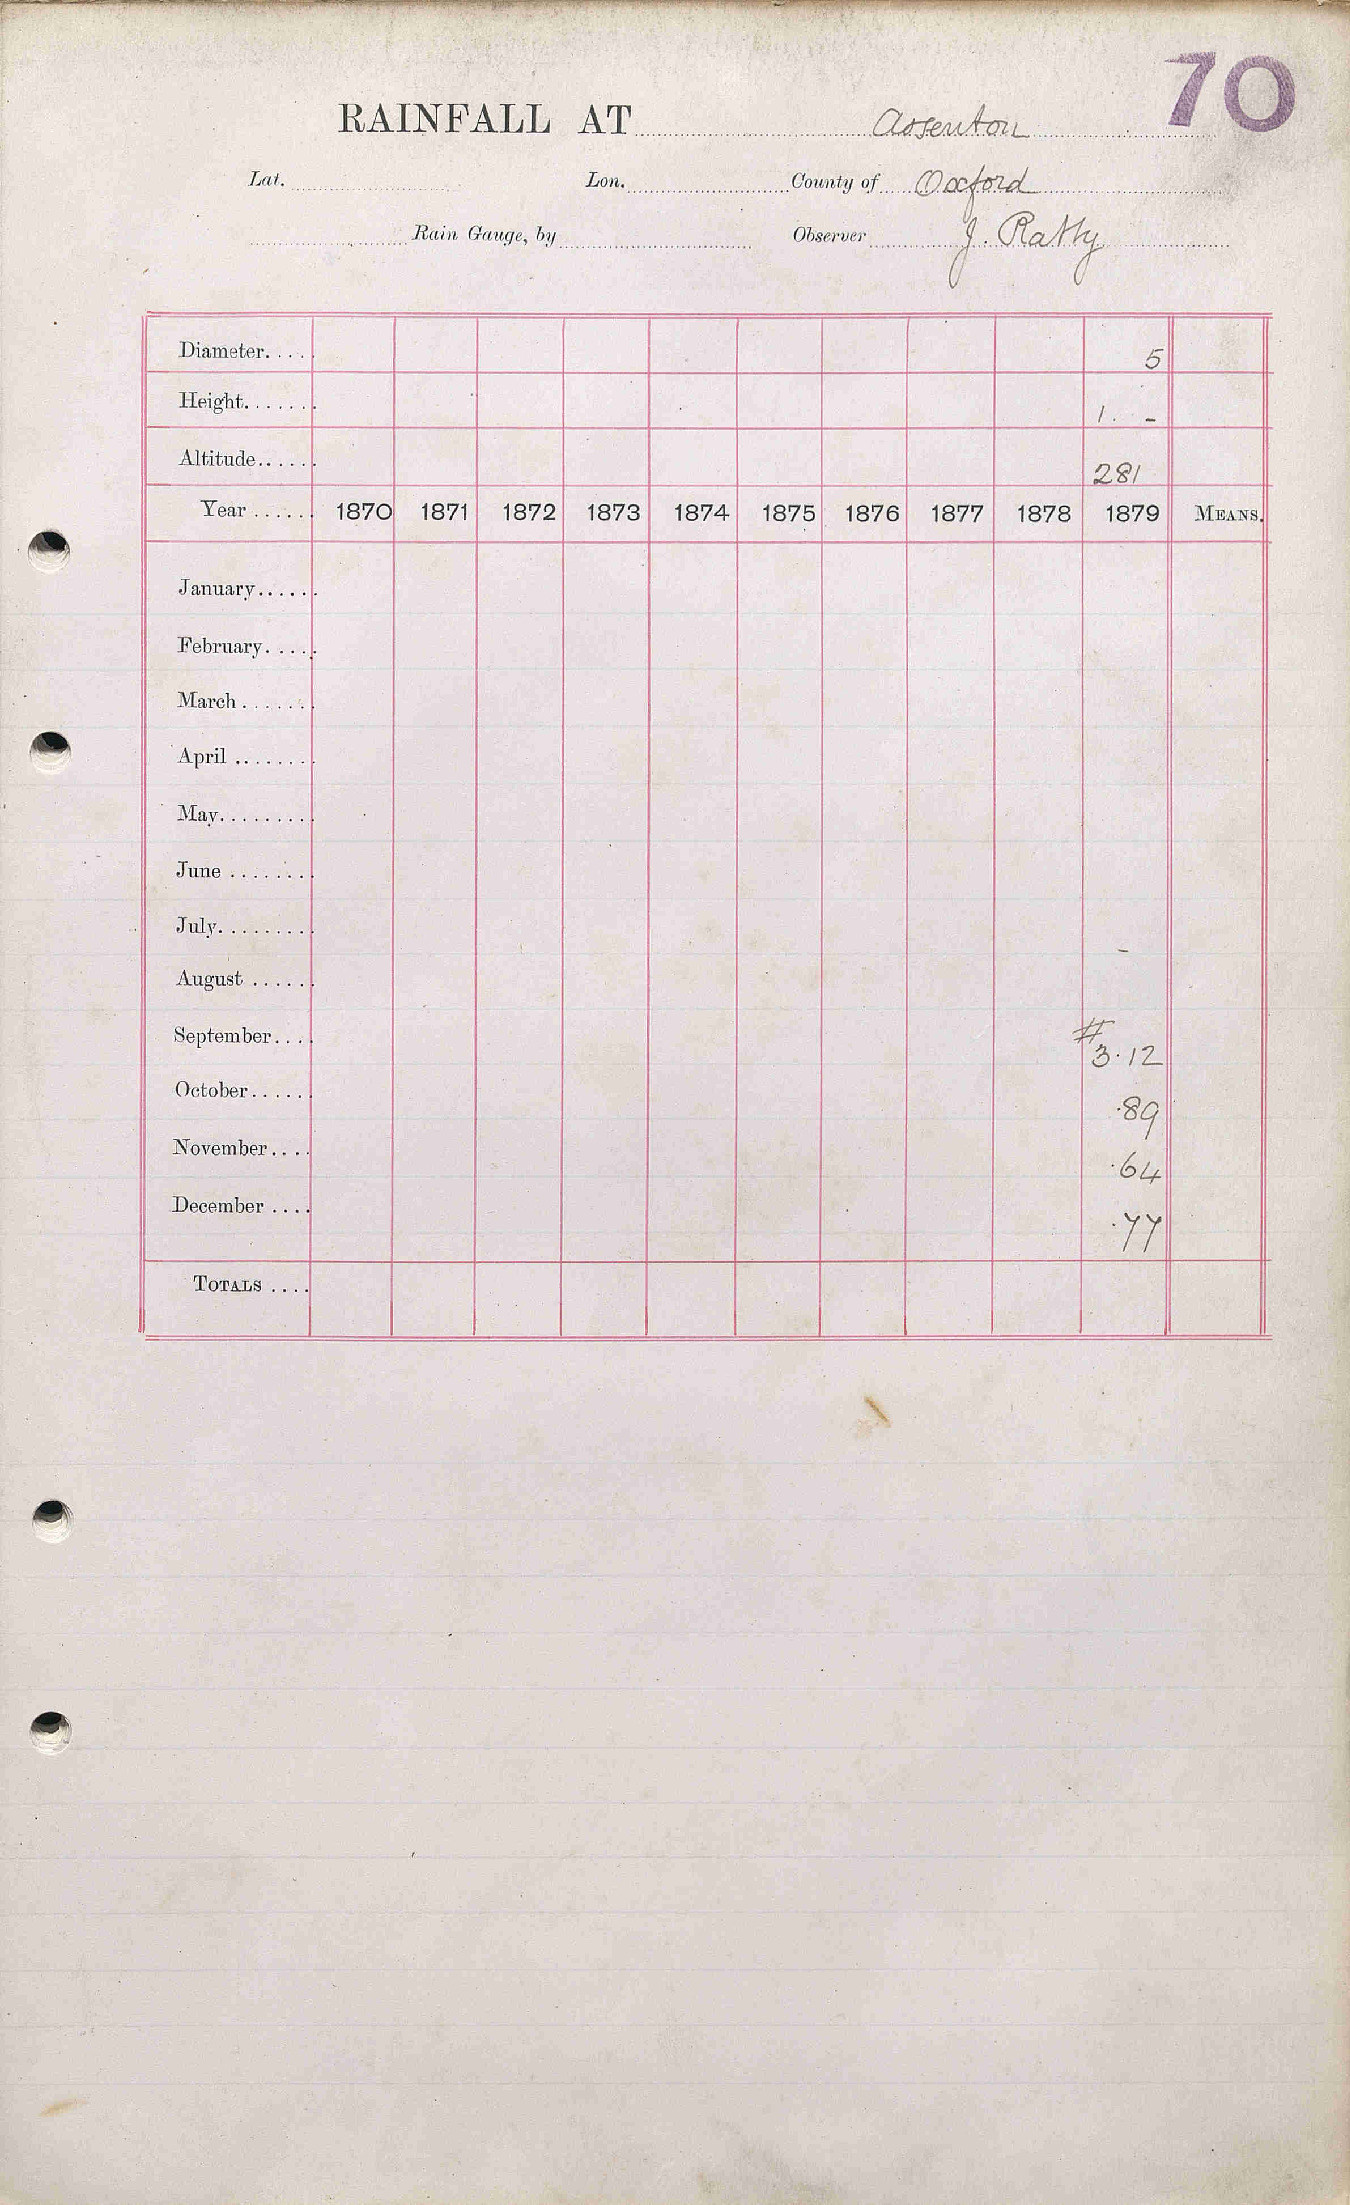 70
RAINFALL AT Assenton
Lat. Lon. County of Oxford
Rain Gauge, by Observer J. Ratty
Diameter. . . . 5
Height. . . . . . . 1. -
Altitude. . . . . . 281
Year . . . . . . 1870 1871 1872 1873 1874 1875 1876 1877 1878 1879 MEANS.
January. . . . . .
February. . . . .
March . . . . . . .
April . . . . . . . .
May. . . . . . . . .
June . . . . . . . .
July. . . . . . . . . -
August . . . . . .
September. . . . # 3.12
October. . . . . . .89
November. . . . .64
December . . . . .77
TOTALS . . . .